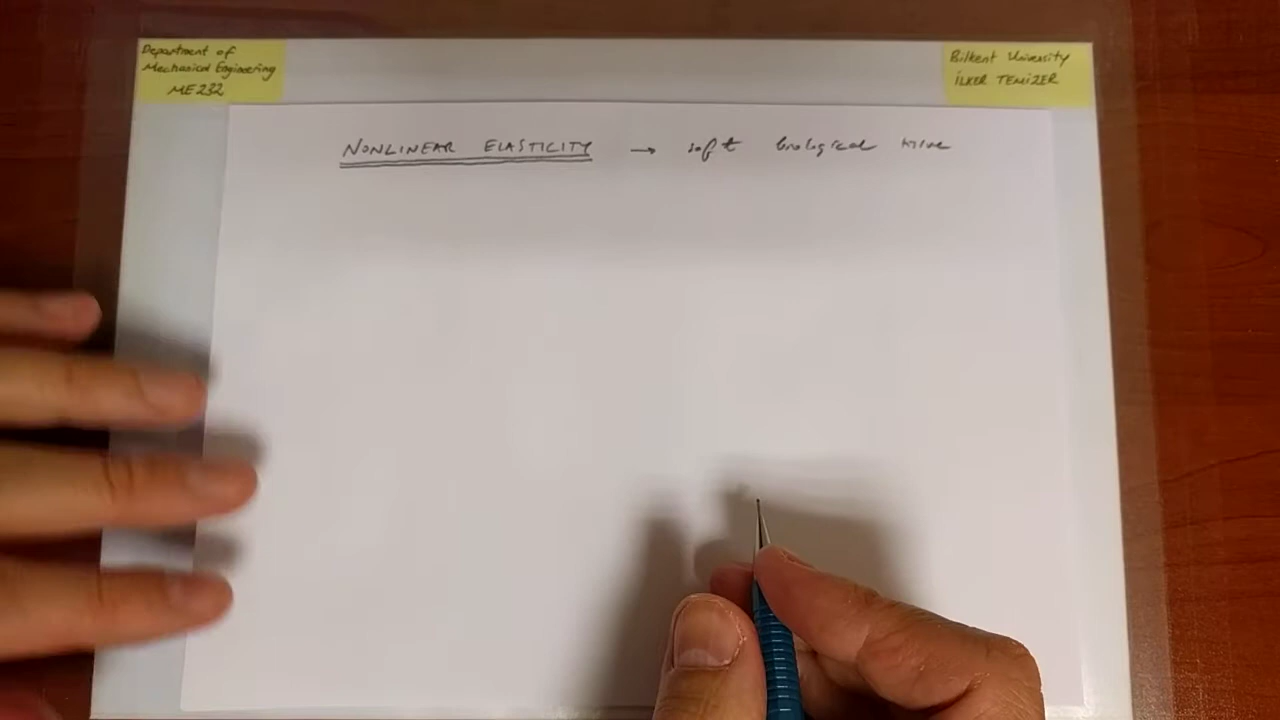 Department of
Mechanical Engineering
ME232
Bilkent University
İLKER TEMİZER
NONLINEAR ELASTICITY → soft biological tissue